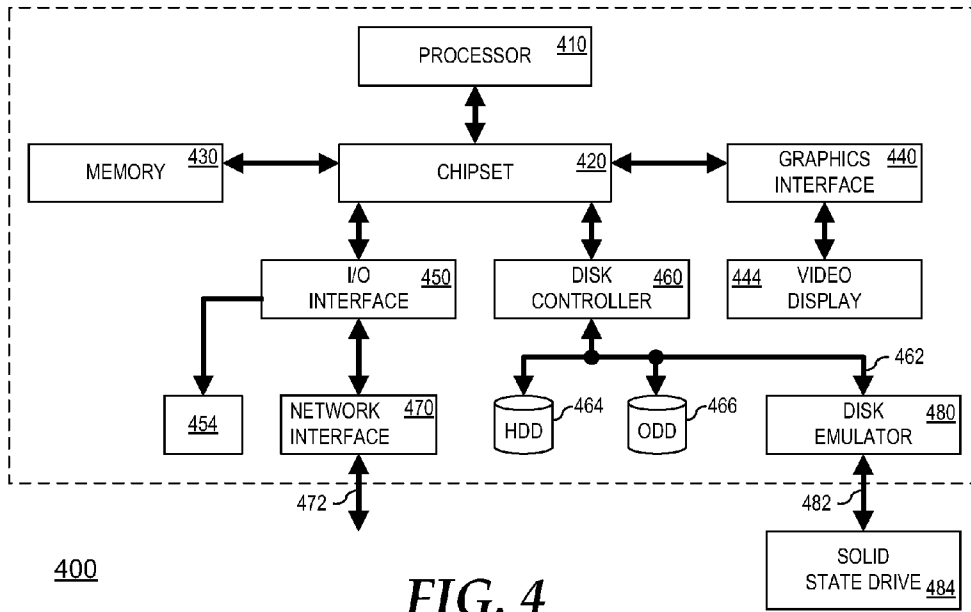 PROCESSOR 410
MEMORY 430
CHIPSET 420
GRAPHICS INTERFACE 440
I/O INTERFACE 450
DISK CONTROLLER 460
444 VIDEO DISPLAY
462
454
NETWORK INTERFACE 470
HDD 464
ODD 466
DISK EMULATOR 480
472
482
SOLID STATE DRIVE 484
400
FIG. 4